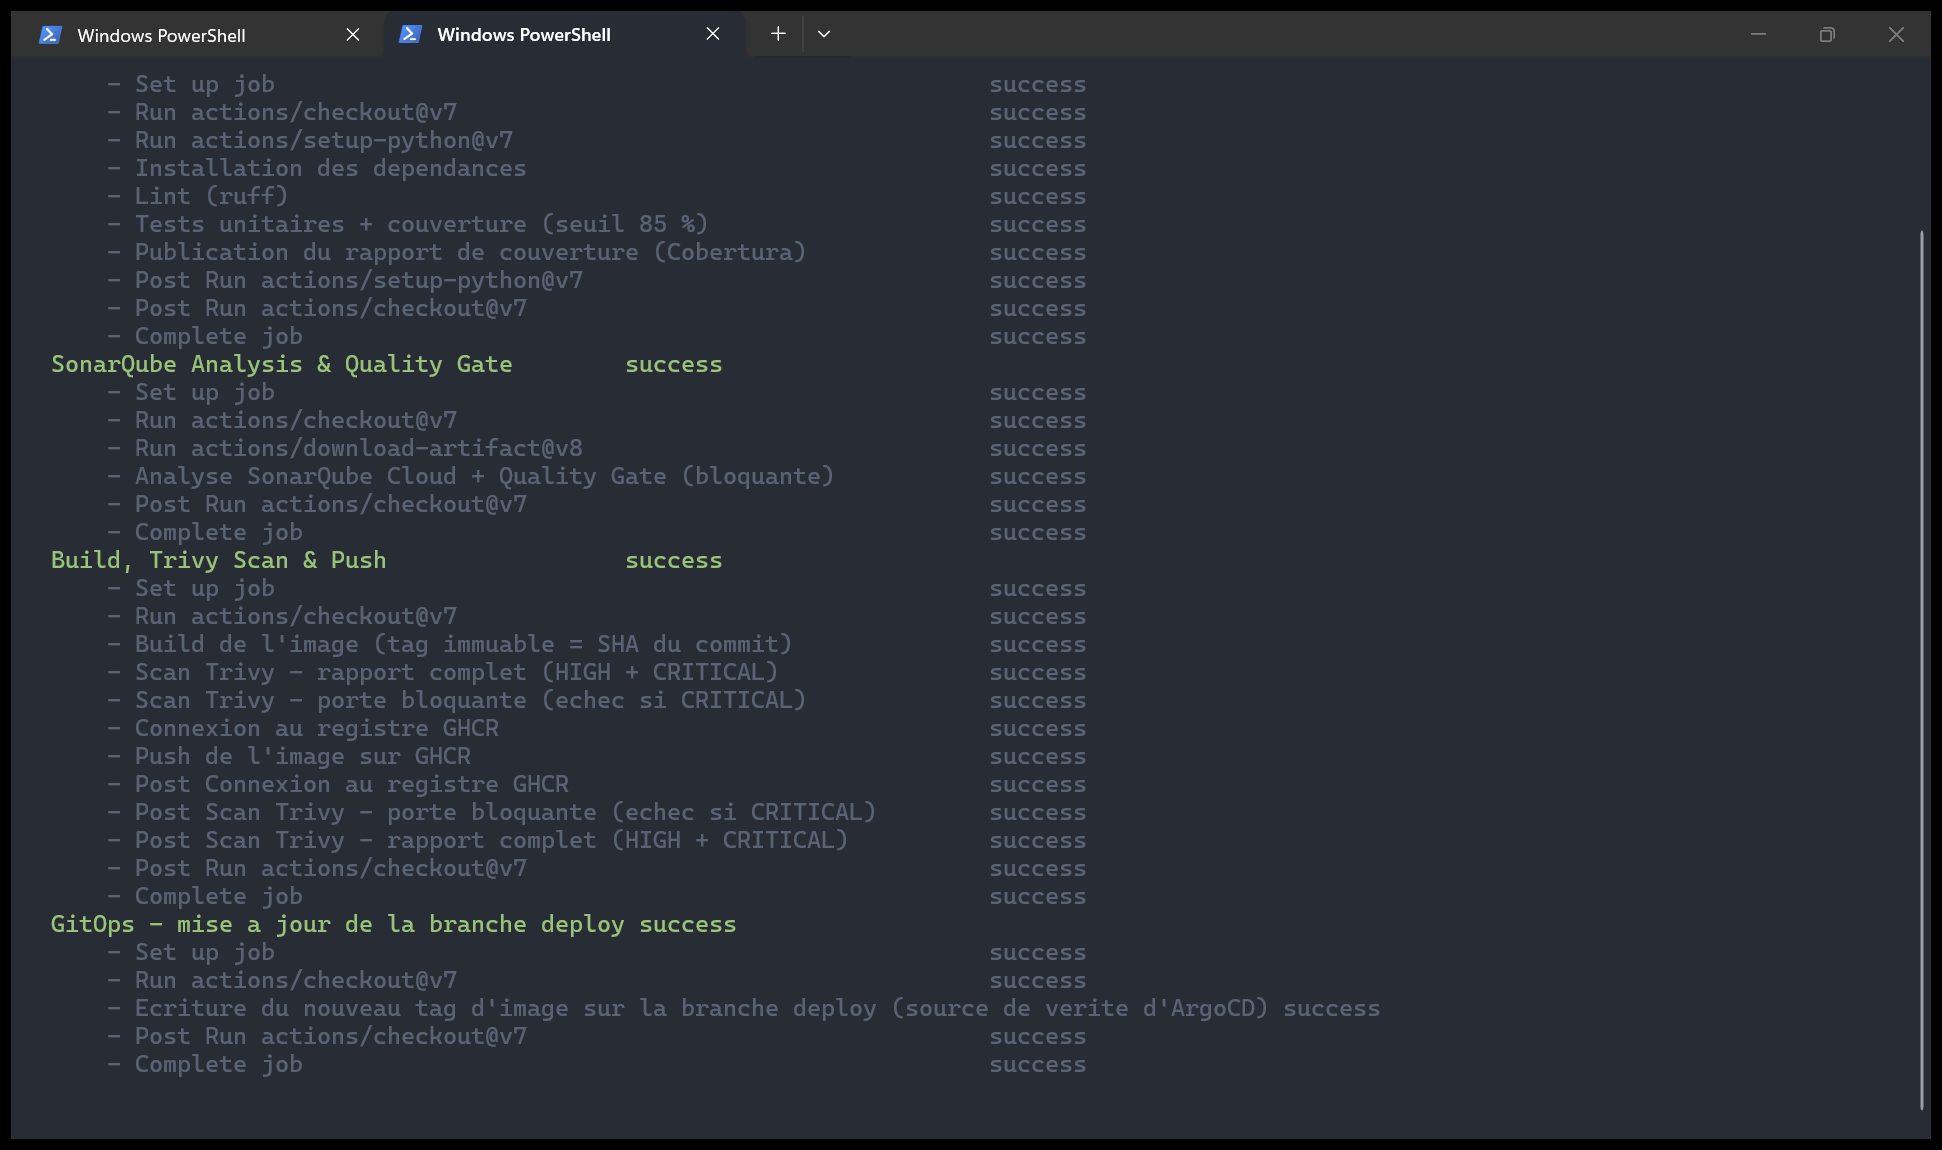 Windows PowerShell
Windows PowerShell
- Set up job success
- Run actions/checkout@v7 success
- Run actions/setup-python@v7 success
- Installation des dependances success
- Lint (ruff) success
- Tests unitaires + couverture (seuil 85 %) success
- Publication du rapport de couverture (Cobertura) success
- Post Run actions/setup-python@v7 success
- Post Run actions/checkout@v7 success
- Complete job success
SonarQube Analysis & Quality Gate success
- Set up job success
- Run actions/checkout@v7 success
- Run actions/download-artifact@v8 success
- Analyse SonarQube Cloud + Quality Gate (bloquante) success
- Post Run actions/checkout@v7 success
- Complete job success
Build, Trivy Scan & Push success
- Set up job success
- Run actions/checkout@v7 success
- Build de l'image (tag immuable = SHA du commit) success
- Scan Trivy - rapport complet (HIGH + CRITICAL) success
- Scan Trivy - porte bloquante (echec si CRITICAL) success
- Connexion au registre GHCR success
- Push de l'image sur GHCR success
- Post Connexion au registre GHCR success
- Post Scan Trivy - porte bloquante (echec si CRITICAL) success
- Post Scan Trivy - rapport complet (HIGH + CRITICAL) success
- Post Run actions/checkout@v7 success
- Complete job success
GitOps - mise a jour de la branche deploy success
- Set up job success
- Run actions/checkout@v7 success
- Ecriture du nouveau tag d'image sur la branche deploy (source de verite d'ArgoCD) success
- Post Run actions/checkout@v7 success
- Complete job success